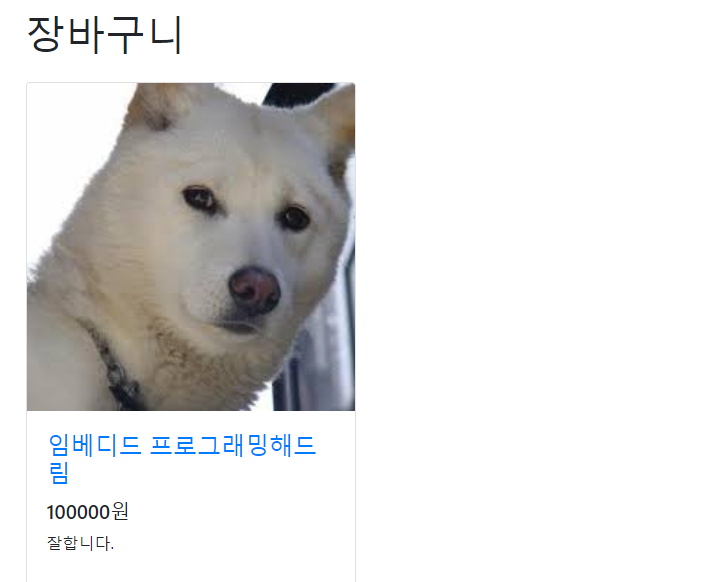 장바구니
임베디드 프로그래밍해드
림
100000원
잘합니다.